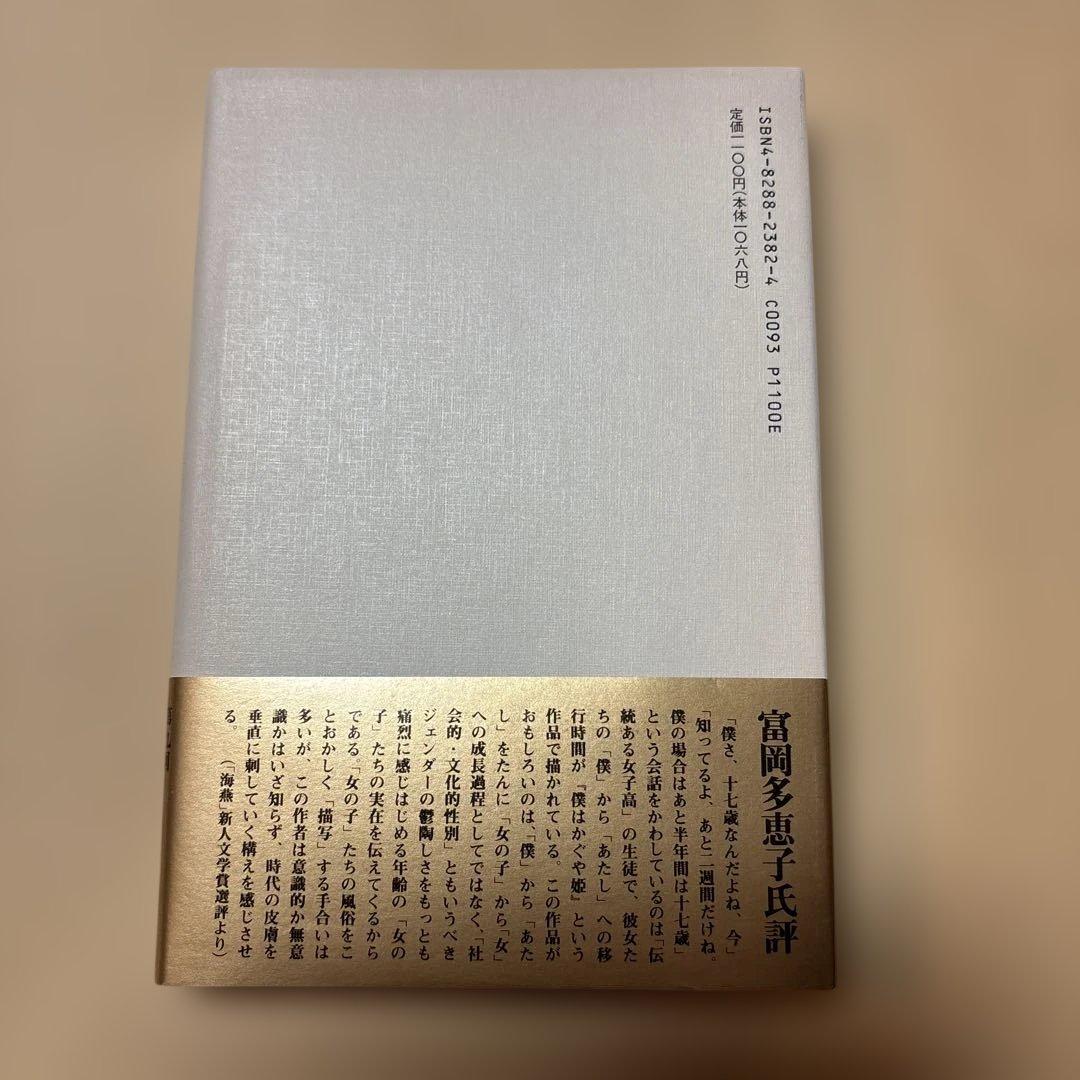 ISBN4-8288-2382-4 C0093 P1100E
定価一一〇〇円(本体一〇六八円)
富岡多恵子氏評
「僕さ、十七歳なんだよね、今」
「知ってるよ、あと二週間だけね。
僕の場合はあと半年間は十七歳」
という会話をかわしているのは「伝
統ある女子高」の生徒で、彼女た
ちの「僕」から「あたし」への移
行時間が『僕はかぐや姫』という
作品で描かれている。この作品が
おもしろいのは、「僕」から「あた
し」をたんに「女の子」から「女」
への成長過程としてではなく、「社
会的・文化的性別」ともいうべき
ジェンダーの鬱陶しさをもっとも
痛烈に感じはじめる年齢の「女の
子」たちの実在を伝えてくるから
である「女の子」たちの風俗をこ
とおかしく「描写」する手合いは
多いが、この作者は意識的か無意
識かはいざ知らず、時代の皮膚を
垂直に刺していく構えを感じさせ
る。
(「海燕」新人文学賞選評より)